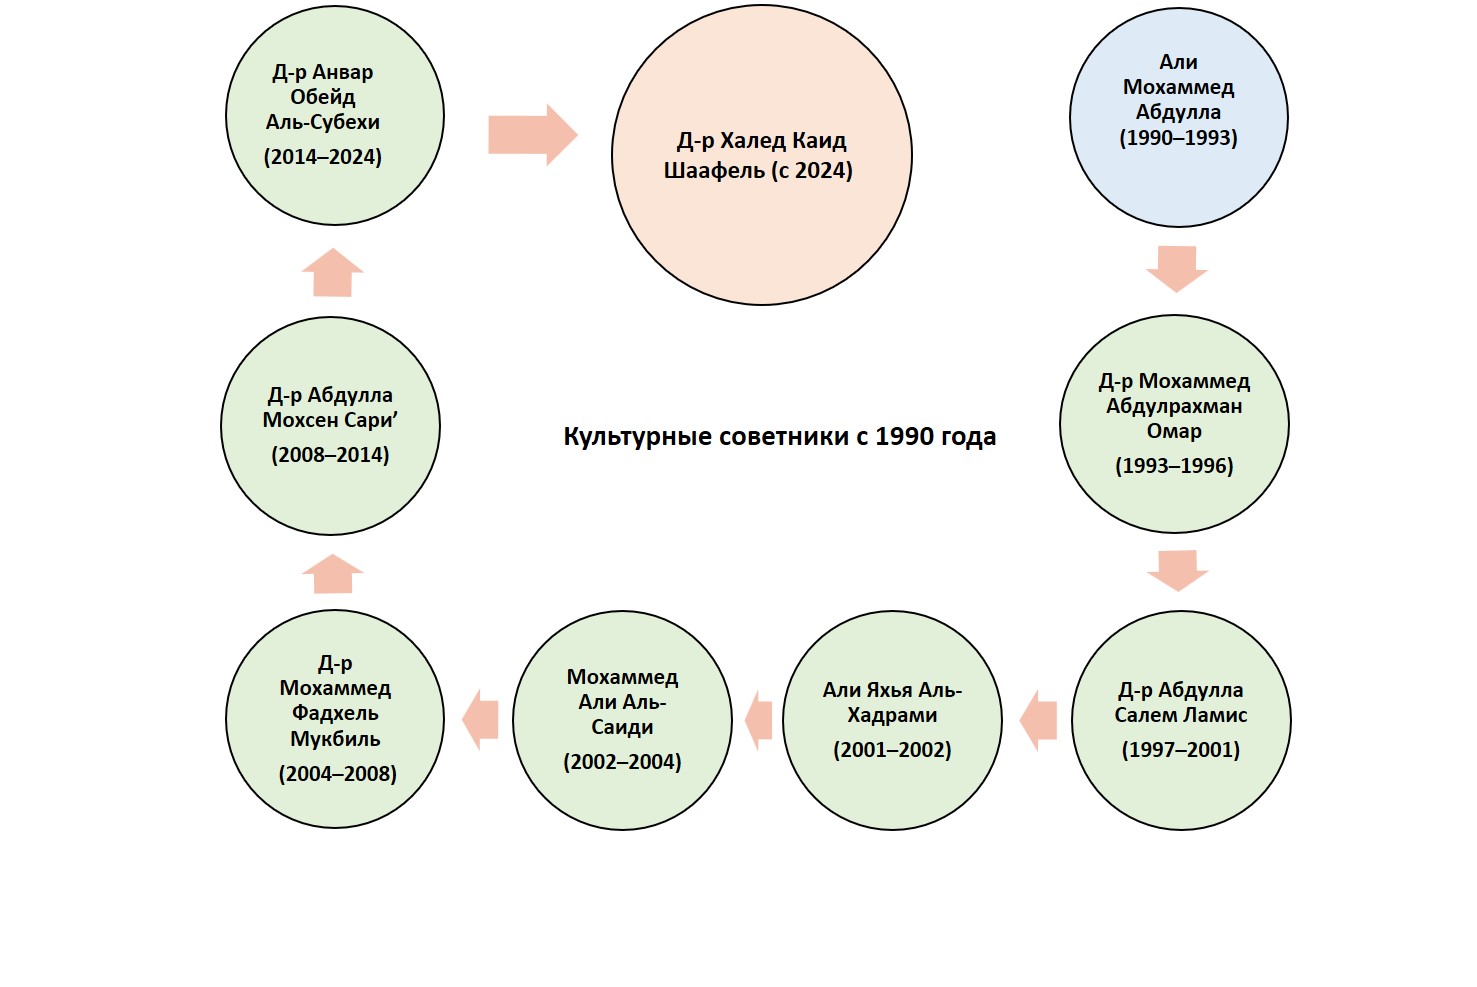 Али
Мохаммед
Абдулла
(1990–1993)
Д-р Мохаммед
Абдулрахман
Омар
(1993–1996)
Д-р Абдулла
Салем Ламис
(1997–2001)
Али Яхья Аль-
Хадрами
(2001–2002)
Мохаммед
Али Аль-
Саиди
(2002–2004)
Д-р
Мохаммед
Фадхель
Мукбиль
(2004–2008)
Д-р Абдулла
Мохсен Сари’
(2008–2014)
Д-р Анвар
Обейд
Аль-Субехи
(2014–2024)
Д-р Халед Каид
Шаафель (с 2024)
Культурные советники с 1990 года